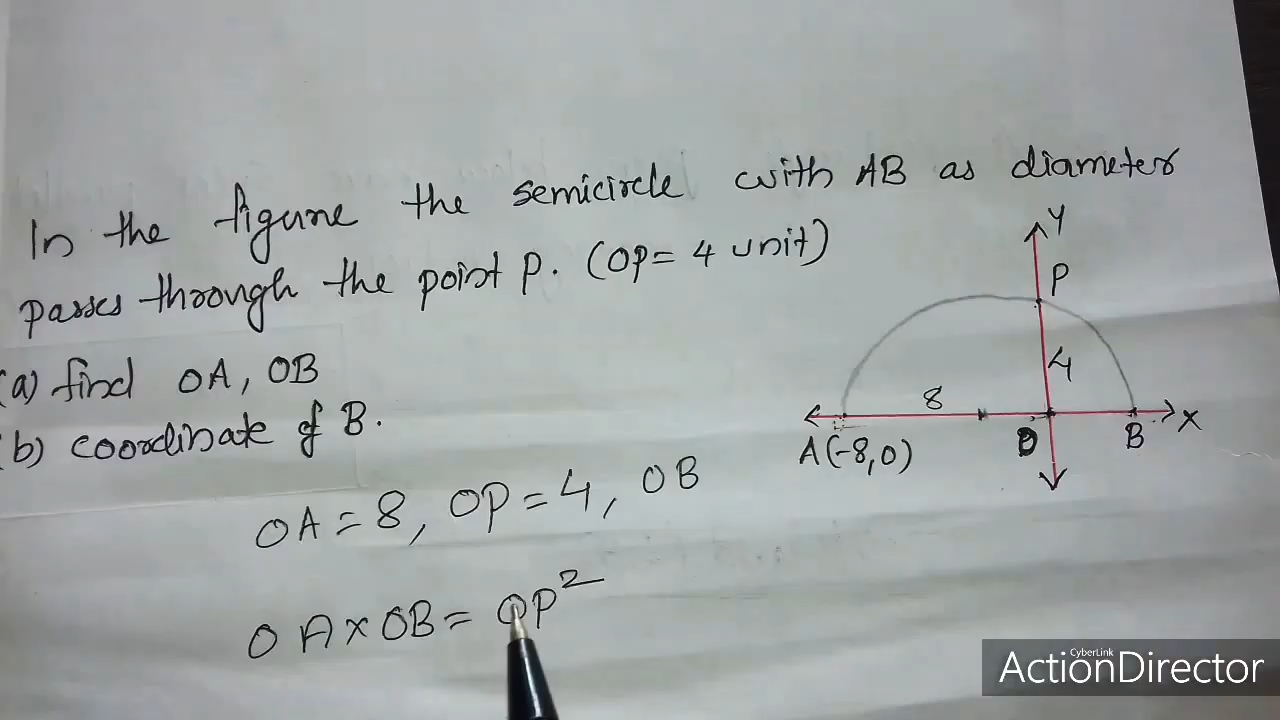 In the figure the semicircle with AB as diameter
passes through the point P. (OP= 4 unit)
(a) find OA, OB
(b) coordinate of B.
OA = 8, OP = 4, OB
OA × OB = OP²
Y
P
4
8
X
A(-8,0)
O
B
CyberLink
ActionDirector